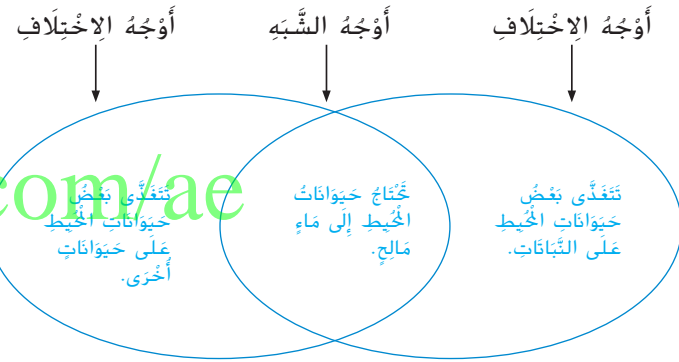 أَوْجُهُ الِاخْتِلَافِ
أَوْجُهُ الشَّبَهِ
أَوْجُهُ الِاخْتِلَافِ
تَتَغَذَّى بَعْضُ
حَيَوَانَاتِ الْمُحِيطِ
عَلَى النَّبَاتَاتِ.
تَحْتَاجُ حَيَوَانَاتُ
الْمُحِيطِ إِلَى مَاءٍ
مَالِحٍ.
تَتَغَذَّى بَعْضُ
حَيَوَانَاتِ الْمُحِيطِ
عَلَى حَيَوَانَاتٍ
أُخْرَى.
com/ae